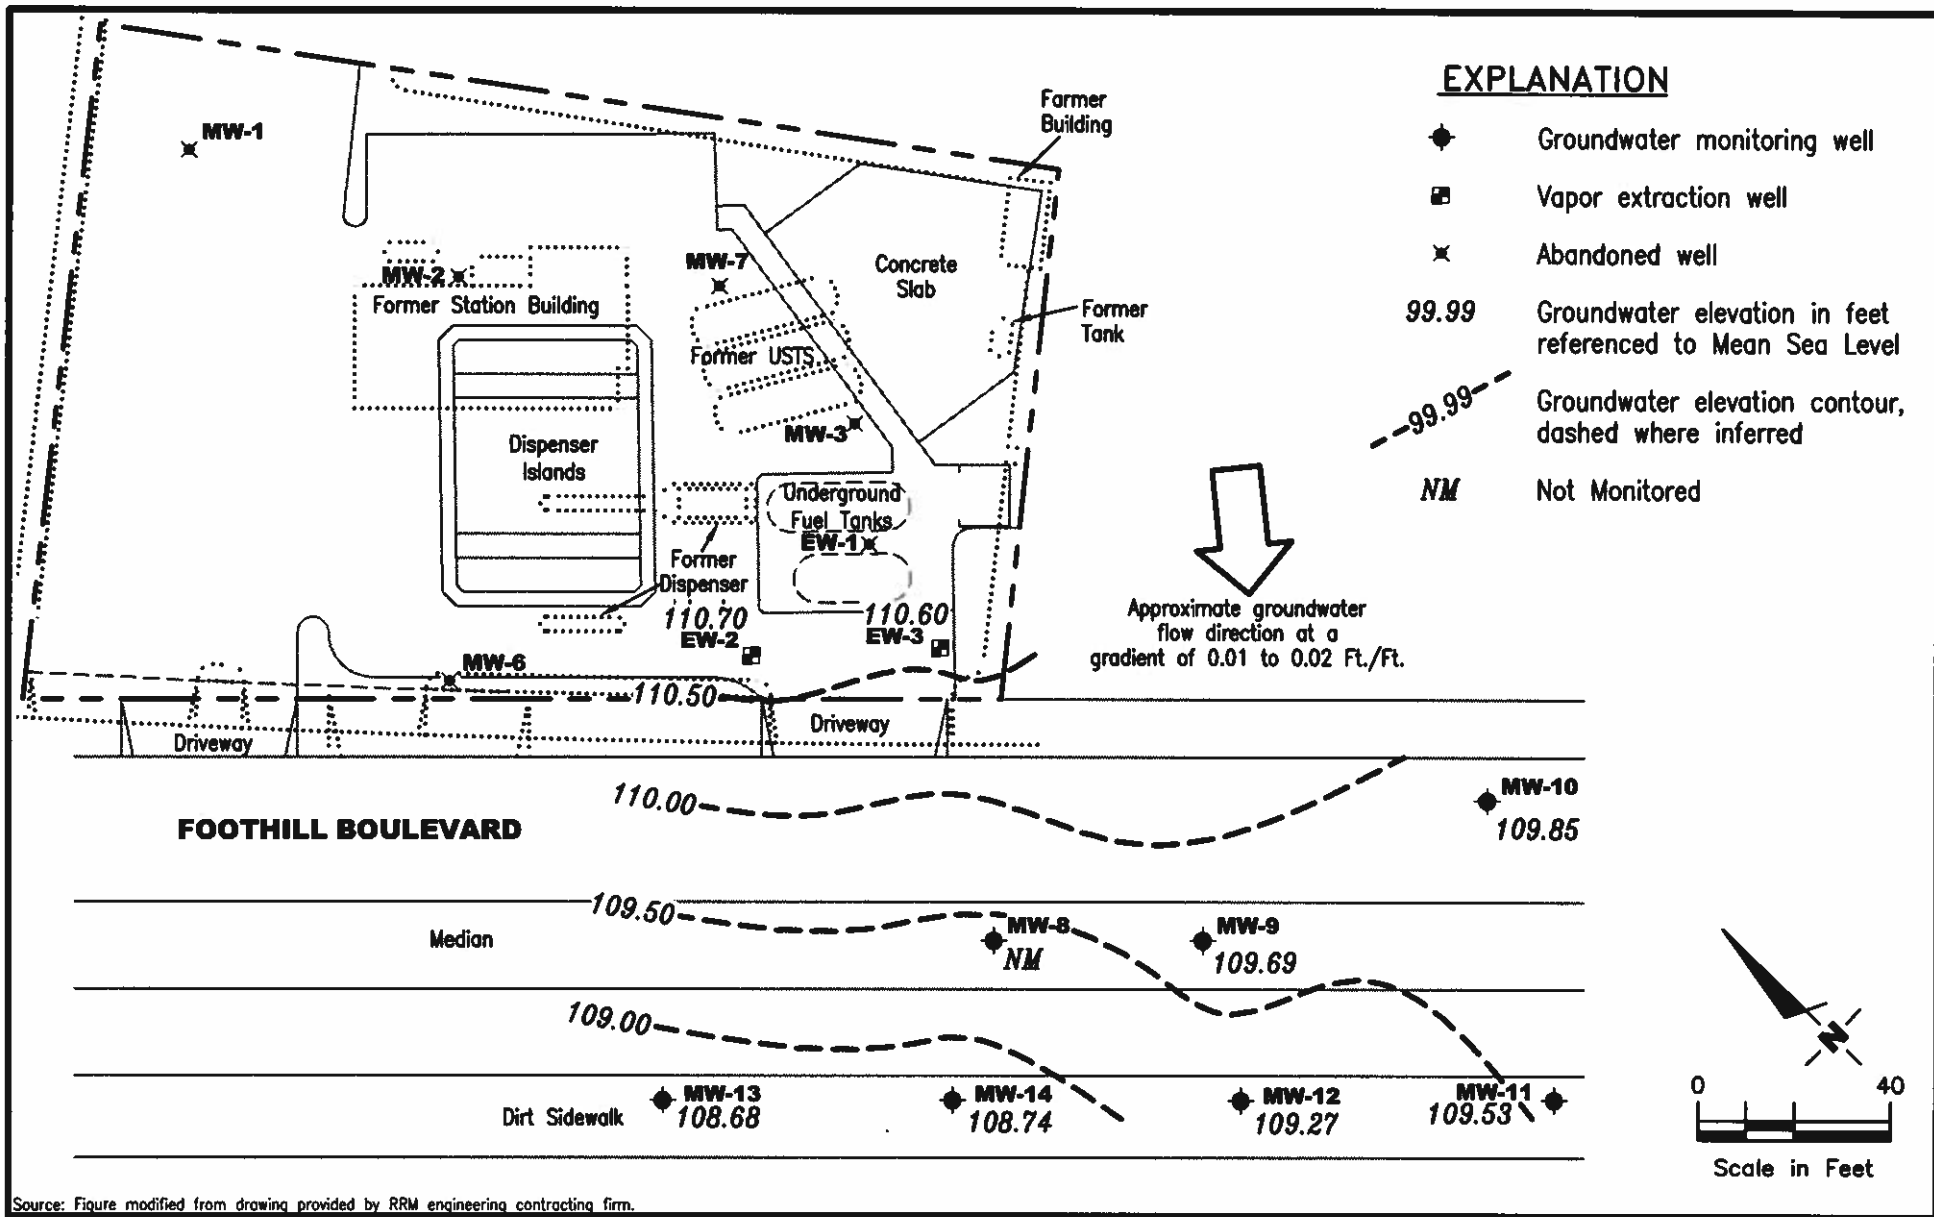 EXPLANATION
Groundwater monitoring well
Vapor extraction well
Abandoned well
99.99 Groundwater elevation in feet
referenced to Mean Sea Level
99.99 Groundwater elevation contour,
dashed where inferred
NM Not Monitored
MW-1
Farmer
Building
MW-2
Former Station Building
MW-7
Concrete
Slab
Former
Tank
Former USTS
MW-3
Dispenser
Islands
Underground
Fuel Tanks
EW-1
Former
Dispenser
110.70
EW-2
110.60
EW-3
Approximate groundwater
flow direction at a
gradient of 0.01 to 0.02 Ft./Ft.
MW-6
110.50
Driveway
Driveway
110.00
MW-10
109.85
FOOTHILL BOULEVARD
109.50
Median
MW-8
NM
MW-9
109.69
109.00
N
Dirt Sidewalk
MW-13
108.68
MW-14
108.74
MW-12
109.27
MW-11
109.53
0 40
Scale in Feet
Source: Figure modified from drawing provided by RRM engineering contracting firm.